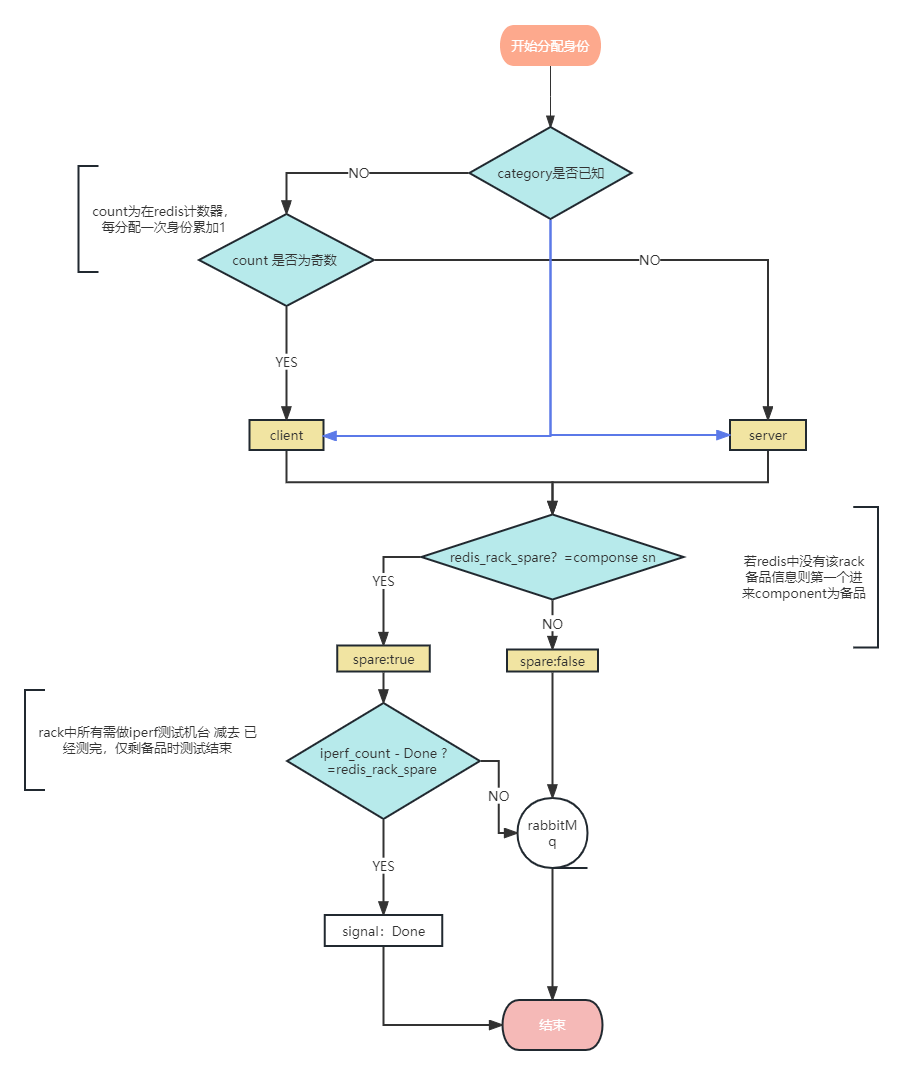 开始分配身份
category是否已知
NO
count为在redis计数器，
每分配一次身份累加1
count 是否为奇数
NO
YES
client
server
redis_rack_spare？=componse sn
若redis中没有该rack
备品信息则第一个进
来component为备品
YES
NO
spare:true
spare:false
rack中所有需做iperf测试机台 减去 已
经测完，仅剩备品时测试结束
iperf_count - Done ?
=redis_rack_spare
NO
rabbitM
q
YES
signal：Done
结束